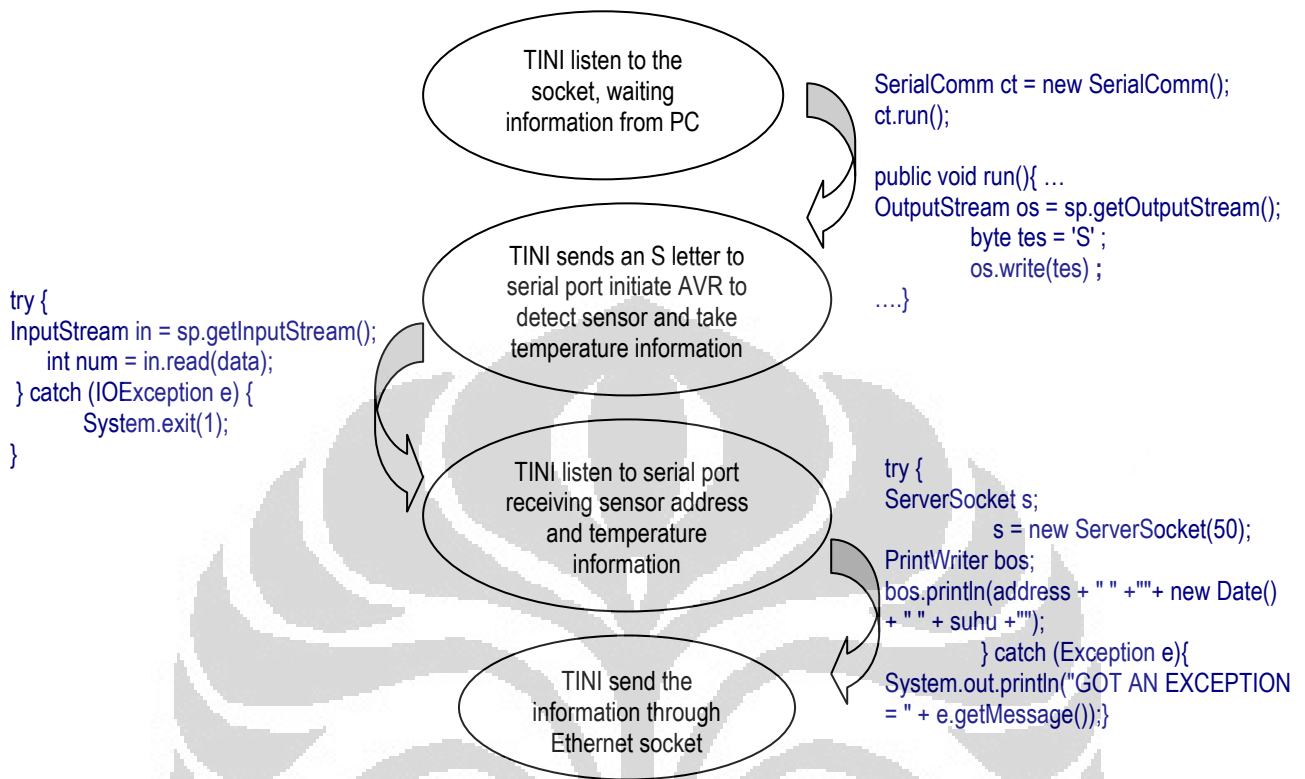 TINI listen to the
socket, waiting
information from PC
SerialComm ct = new SerialComm();
ct.run();
public void run(){ …
OutputStream os = sp.getOutputStream();
byte tes = 'S' ;
os.write(tes) ;
….}
TINI sends an S letter to
serial port initiate AVR to
detect sensor and take
temperature information
try {
InputStream in = sp.getInputStream();
int num = in.read(data);
} catch (IOException e) {
System.exit(1);
}
TINI listen to serial port
receiving sensor address
and temperature
information
try {
ServerSocket s;
s = new ServerSocket(50);
PrintWriter bos;
bos.println(address + " " +""+ new Date()
+ " " + suhu +"");
} catch (Exception e){
System.out.println("GOT AN EXCEPTION
= " + e.getMessage());}
TINI send the
information through
Ethernet socket